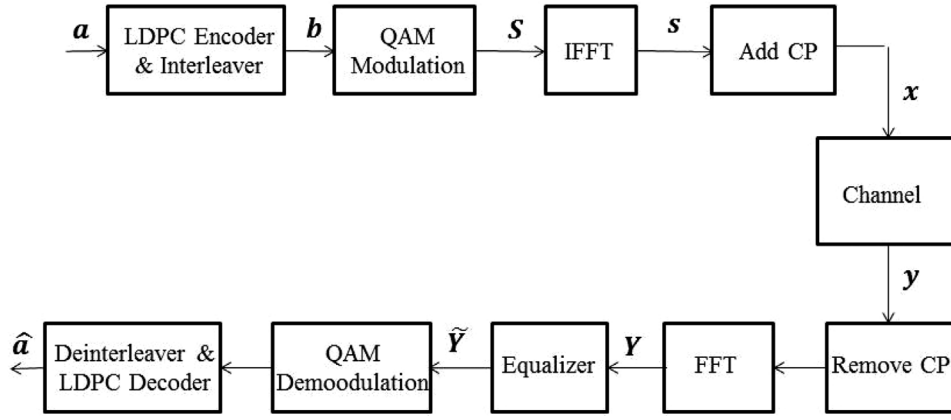 a
LDPC Encoder
& Interleaver
b
QAM
Modulation
S
IFFT
s
Add CP
x
Channel
y
Remove CP
FFT
Y
Equalizer
Ỹ
QAM
Demoodulation
Deinterleaver &
LDPC Decoder
â